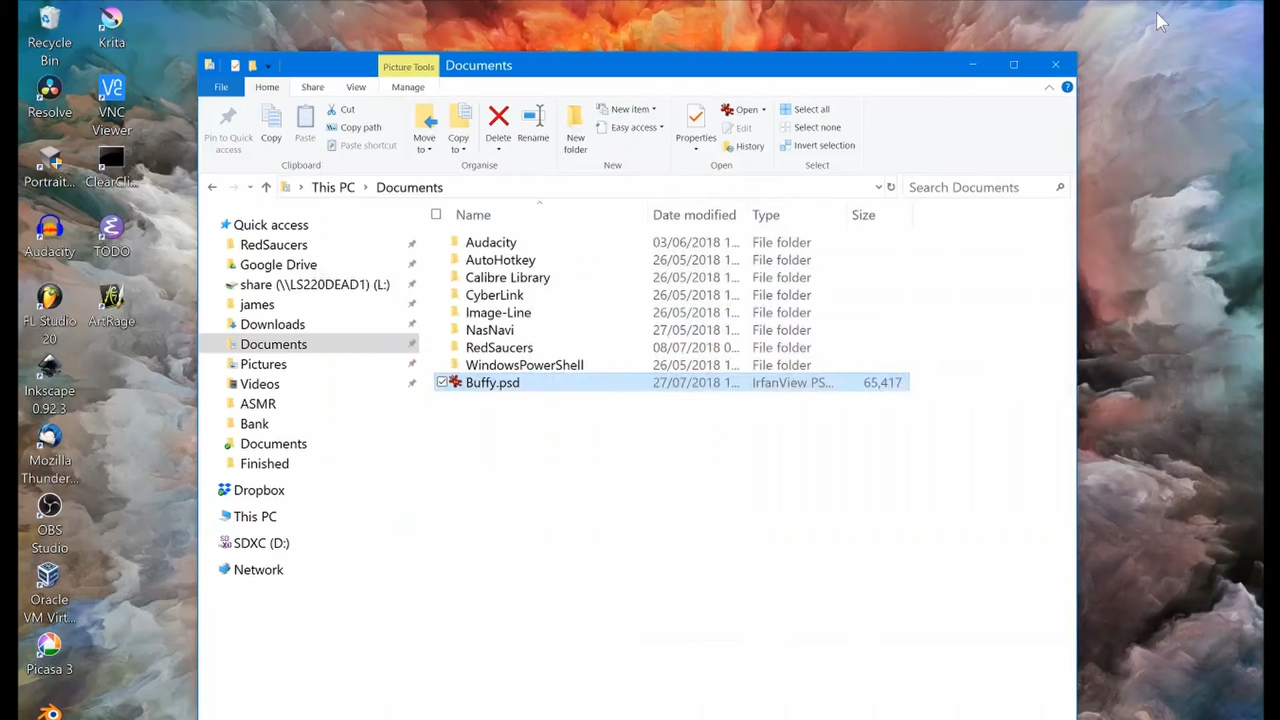 Recycle Bin
Krita
Resolve
VNC Viewer
Portrait...
ClearCli...
Audacity
TODO
FL Studio 20
ArtRage
Inkscape 0.92.3
Mozilla Thunder...
OBS Studio
Oracle VM Virt...
Picasa 3
Picture Tools
Documents
File
Home
Share
View
Manage
Pin to Quick access
Copy
Paste
Cut
Copy path
Paste shortcut
Clipboard
Move to
Copy to
Delete
Rename
Organise
New folder
New item
Easy access
New
Properties
Open
Edit
History
Open
Select all
Select none
Invert selection
Select
This PC > Documents
Search Documents
Quick access
RedSaucers
Google Drive
share (\\LS220DEAD1) (L:)
james
Downloads
Documents
Pictures
Videos
ASMR
Bank
Documents
Finished
Dropbox
This PC
SDXC (D:)
Network
Name Date modified Type Size
Audacity 03/06/2018 1... File folder
AutoHotkey 26/05/2018 1... File folder
Calibre Library 26/05/2018 1... File folder
CyberLink 26/05/2018 1... File folder
Image-Line 26/05/2018 1... File folder
NasNavi 27/05/2018 1... File folder
RedSaucers 08/07/2018 0... File folder
WindowsPowerShell 26/05/2018 1... File folder
Buffy.psd 27/07/2018 1... IrfanView PS... 65,417